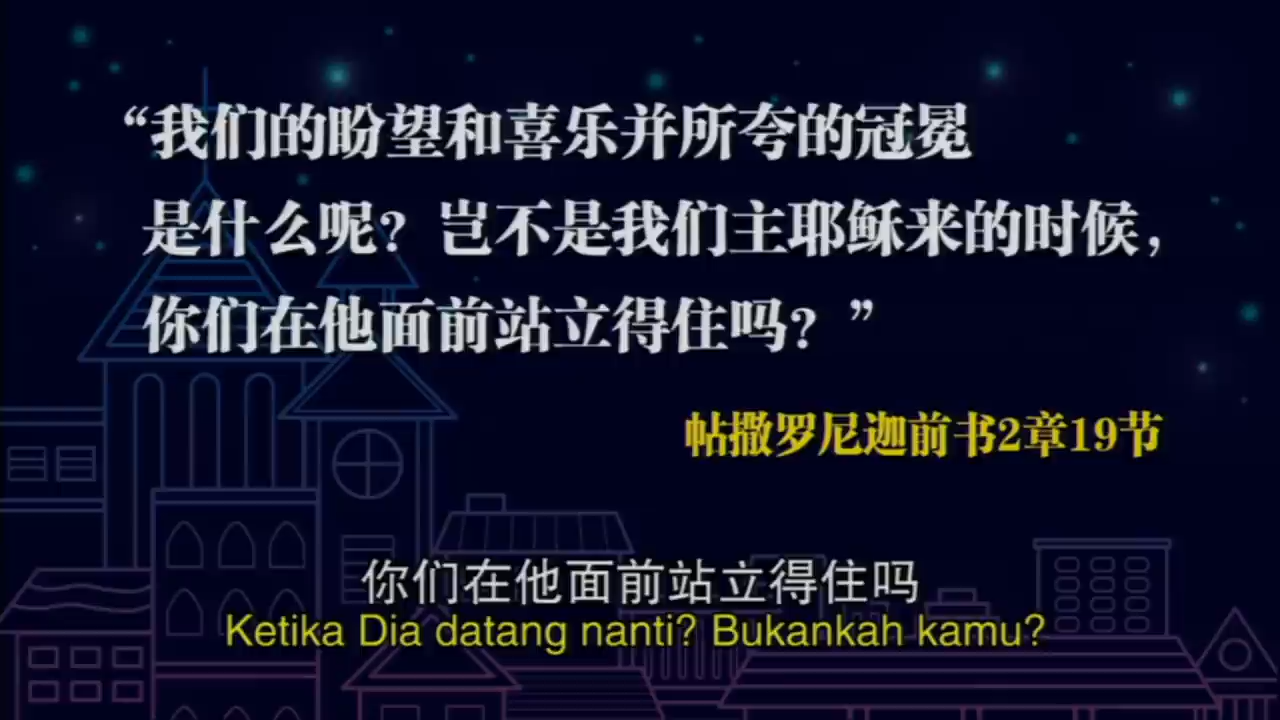 “我们的盼望和喜乐并所夸的冠冕
是什么呢？岂不是我们主耶稣来的时候，
你们在他面前站立得住吗？”
帖撒罗尼迦前书2章19节
你们在他面前站立得住吗
Ketika Dia datang nanti? Bukankah kamu?